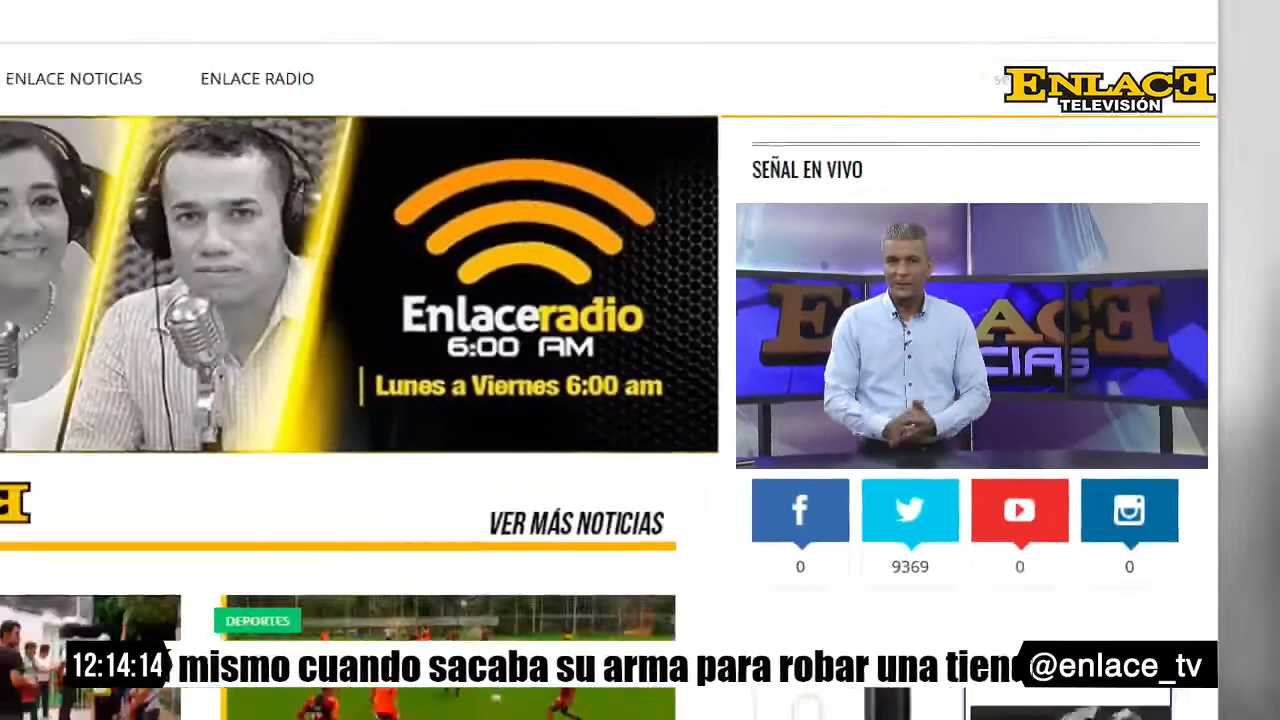 ENLACE NOTICIAS
ENLACE RADIO
ENLACE
TELEVISIÓN
SEÑAL EN VIVO
Enlaceradio
6:00 AM
Lunes a Viernes 6:00 am
VER MÁS NOTICIAS
0
9369
0
0
DEPORTES
12:14:14
mismo cuando sacaba su arma para robar una tiend
@enlace_tv